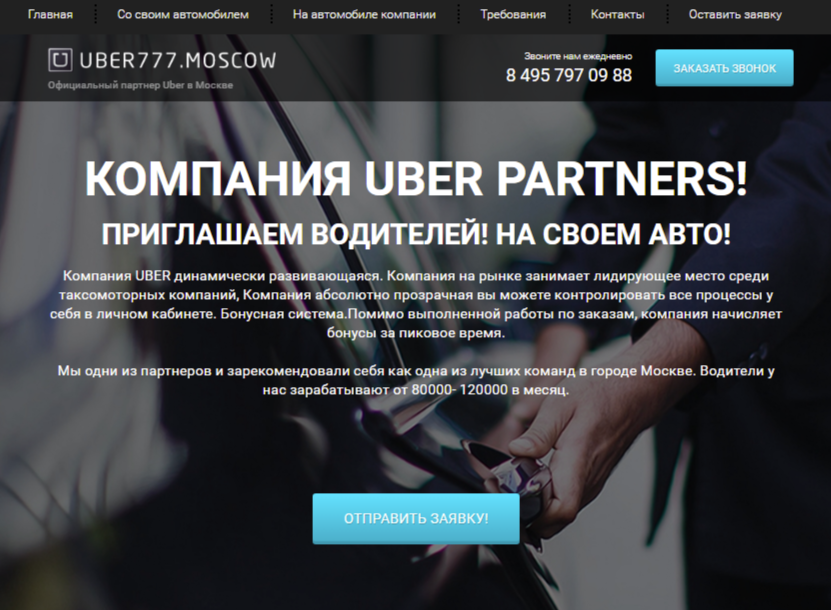 Главная
Со своим автомобилем
На автомобиле компании
Требования
Контакты
Оставить заявку
UBER777.MOSCOW
Официальный партнер Uber в Москве
Звоните нам ежедневно
8 495 797 09 88
ЗАКАЗАТЬ ЗВОНОК
КОМПАНИЯ UBER PARTNERS!
ПРИГЛАШАЕМ ВОДИТЕЛЕЙ! НА СВОЕМ АВТО!
Компания UBER динамически развивающаяся. Компания на рынке занимает лидирующее место среди
таксомоторных компаний, Компания абсолютно прозрачная вы можете контролировать все процессы у
себя в личном кабинете. Бонусная система.Помимо выполненной работы по заказам, компания начисляет
бонусы за пиковое время.
Мы одни из партнеров и зарекомендовали себя как одна из лучших команд в городе Москве. Водители у
нас зарабатывают от 80000- 120000 в месяц.
ОТПРАВИТЬ ЗАЯВКУ!